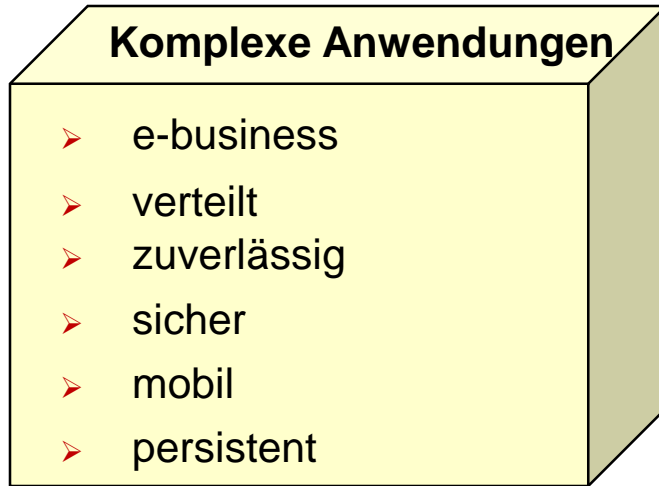 Komplexe Anwendungen
➢ e-business
➢ verteilt
➢ zuverlässig
➢ sicher
➢ mobil
➢ persistent